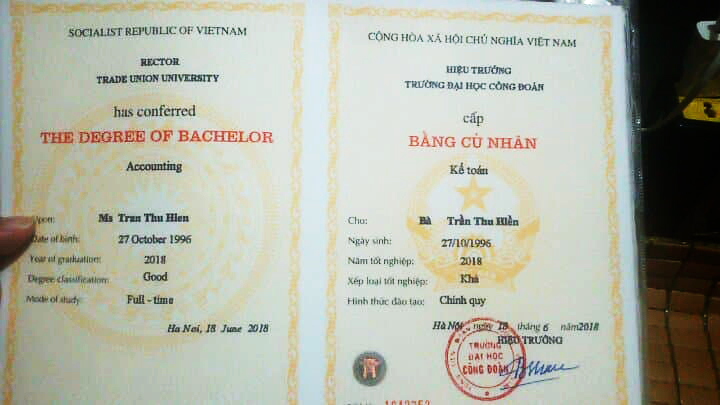 SOCIALIST REPUBLIC OF VIETNAM
RECTOR
TRADE UNION UNIVERSITY
has conferred
THE DEGREE OF BACHELOR
Accounting
Upon: Ms Tran Thu Hien
Date of birth: 27 October 1996
Year of graduation: 2018
Degree classification: Good
Mode of study: Full - time
Ha Noi, 18 June 2018
CỘNG HÒA XÃ HỘI CHỦ NGHĨA VIỆT NAM
HIỆU TRƯỞNG
TRƯỜNG ĐẠI HỌC CÔNG ĐOÀN
cấp
BẰNG CỬ NHÂN
Kế toán
Cho: Bà Trần Thu Hiền
Ngày sinh: 27/10/1996
Năm tốt nghiệp: 2018
Xếp loại tốt nghiệp: Khá
Hình thức đào tạo: Chính quy
Hà Nội, ngày 18 tháng 6 năm 2018
HIỆU TRƯỞNG
TRƯỜNG
ĐẠI HỌC
CÔNG ĐOÀN